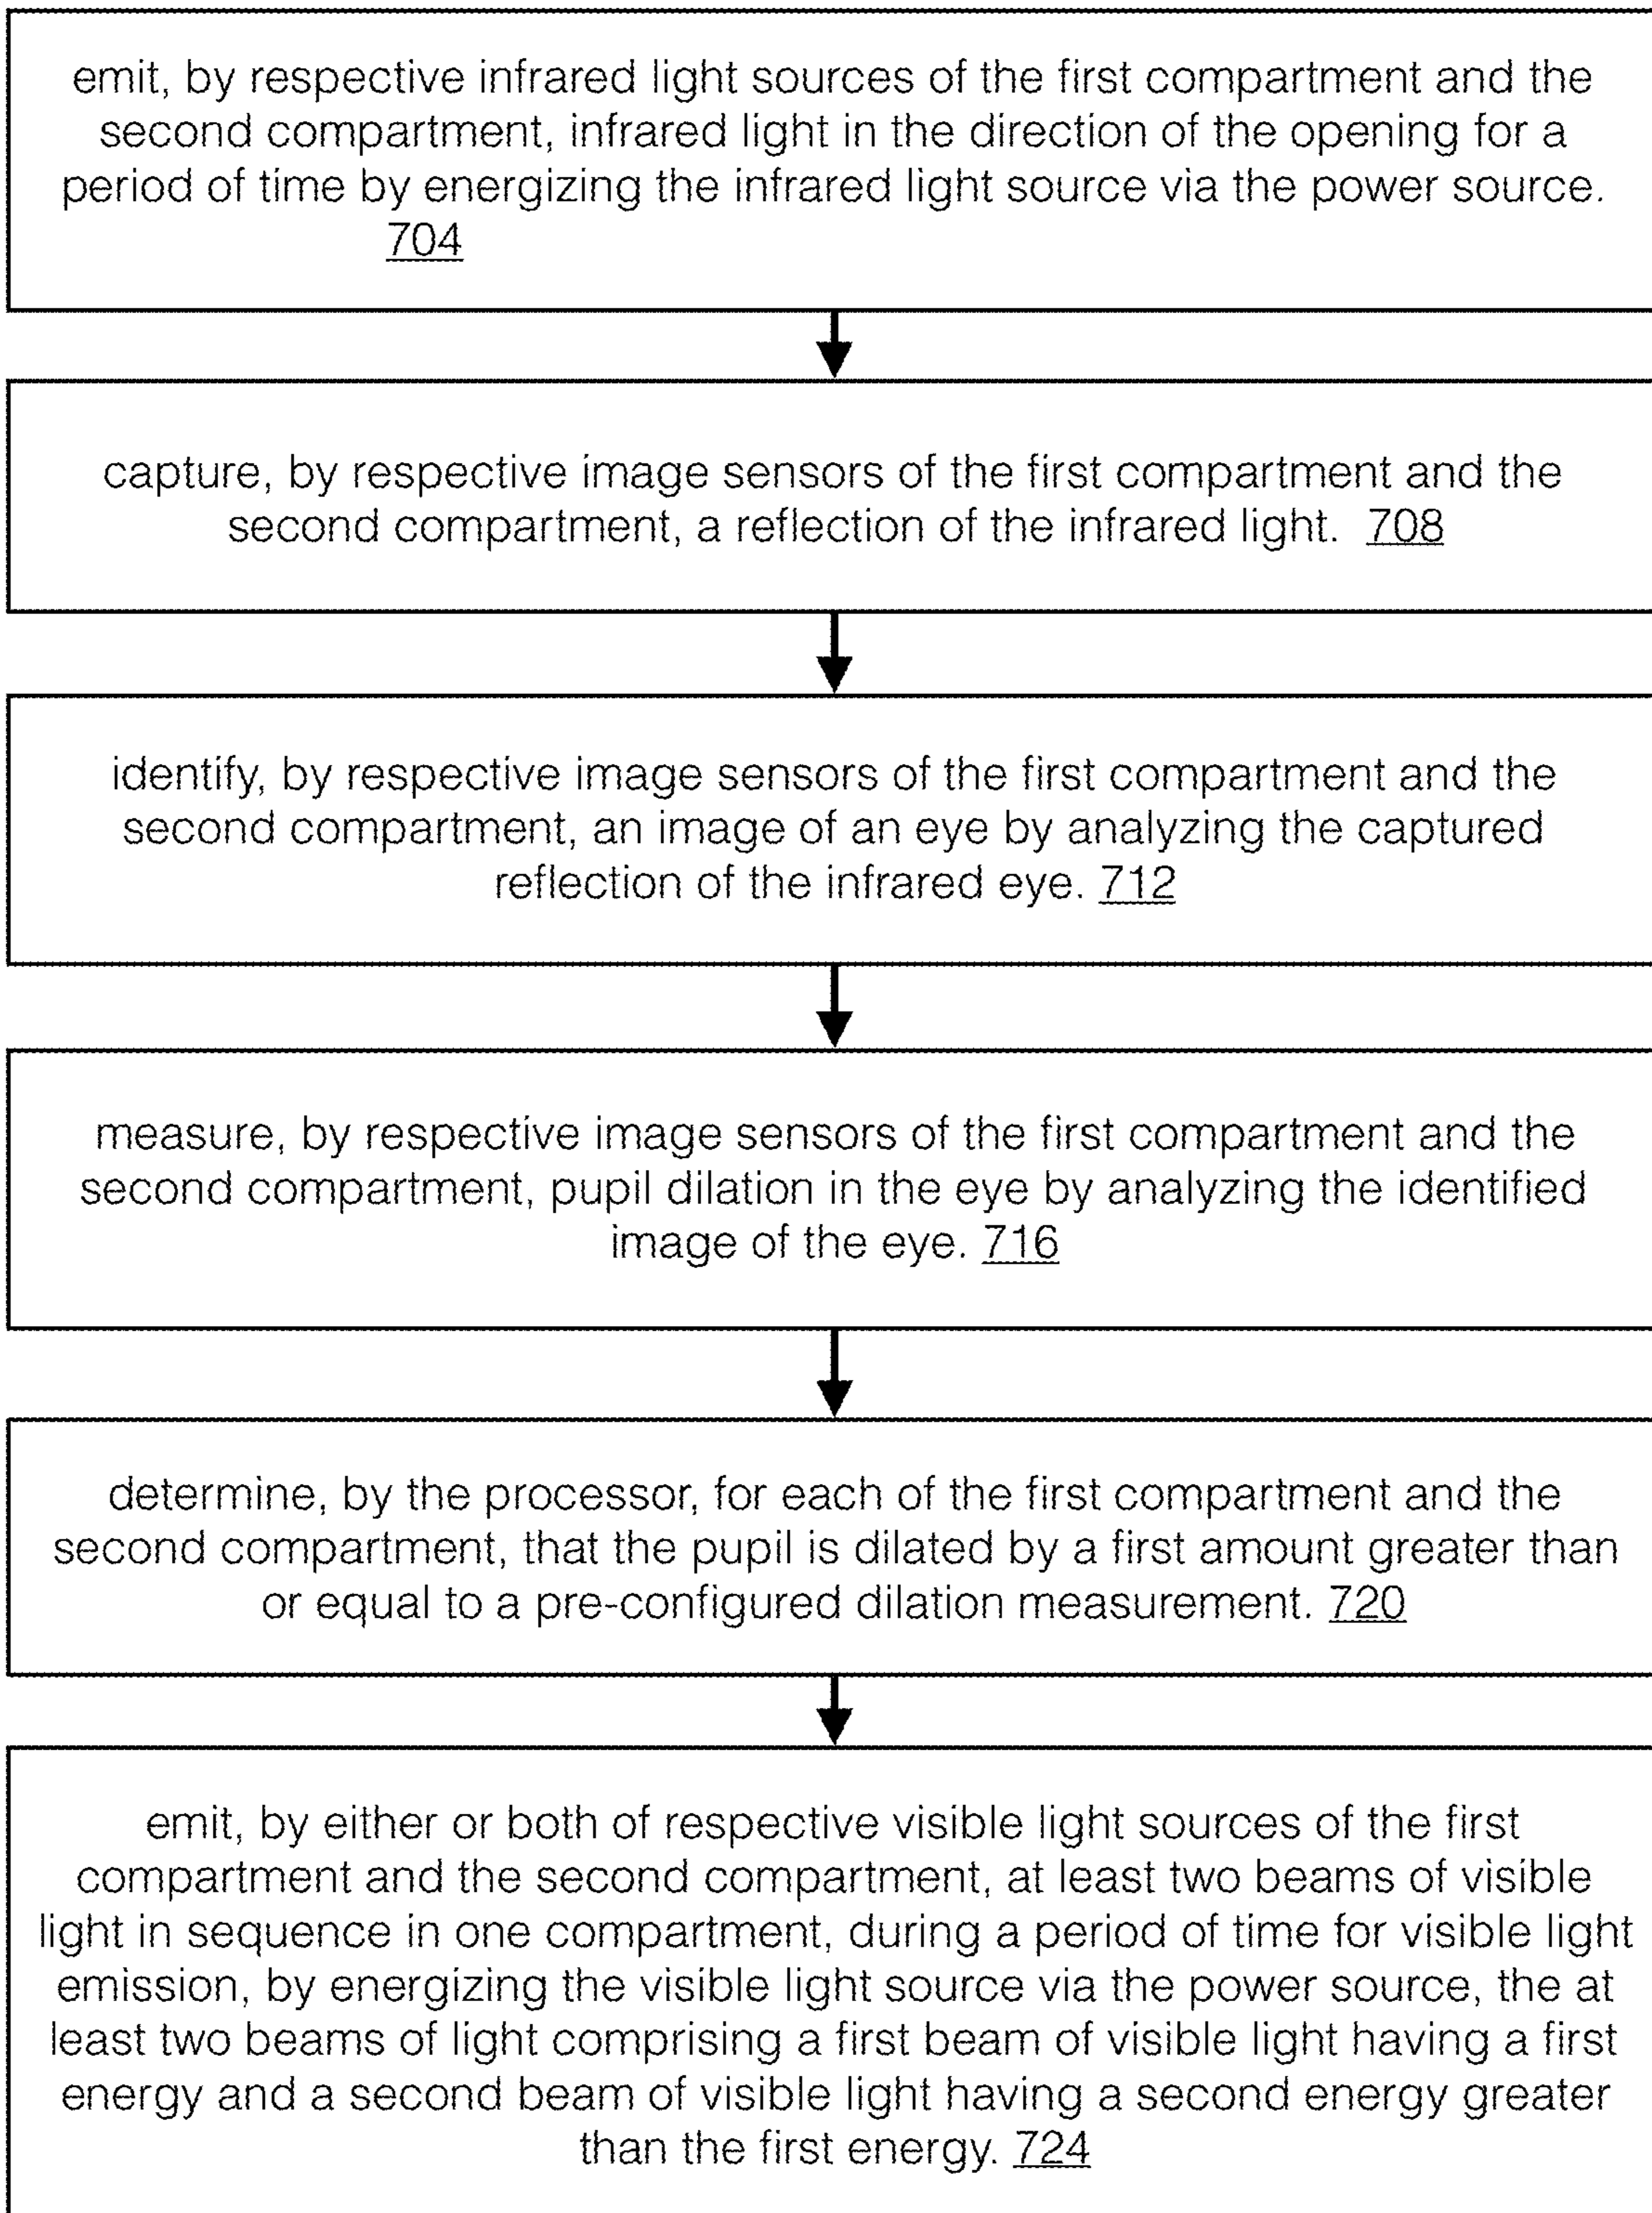 emit, by respective infrared light sources of the first compartment and the
second compartment, infrared light in the direction of the opening for a
period of time by energizing the infrared light source via the power source.
704
capture, by respective image sensors of the first compartment and the
second compartment, a reflection of the infrared light. 708
identify, by respective image sensors of the first compartment and the
second compartment, an image of an eye by analyzing the captured
reflection of the infrared eye. 712
measure, by respective image sensors of the first compartment and the
second compartment, pupil dilation in the eye by analyzing the identified
image of the eye. 716
determine, by the processor, for each of the first compartment and the
second compartment, that the pupil is dilated by a first amount greater than
or equal to a pre-configured dilation measurement. 720
emit, by either or both of respective visible light sources of the first
compartment and the second compartment, at least two beams of visible
light in sequence in one compartment, during a period of time for visible light
emission, by energizing the visible light source via the power source, the at
least two beams of light comprising a first beam of visible light having a first
energy and a second beam of visible light having a second energy greater
than the first energy. 724